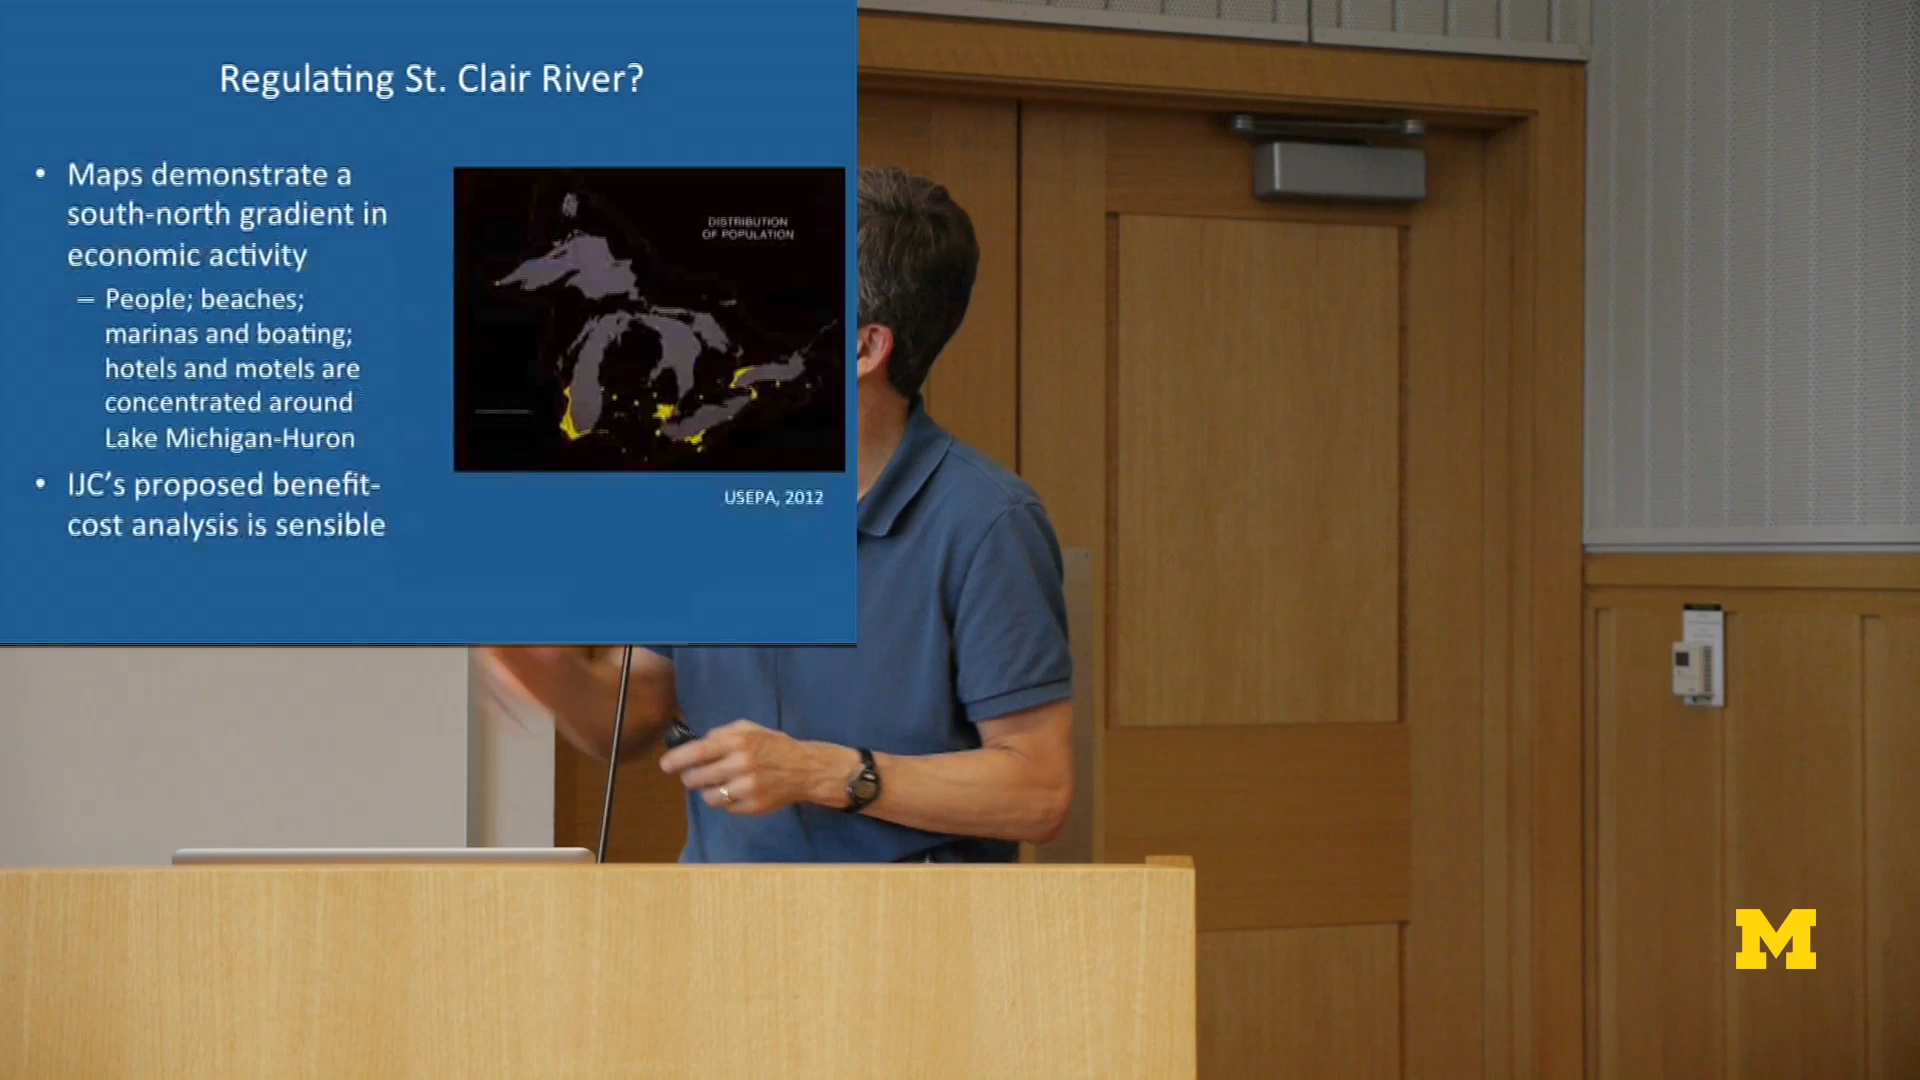 Regulating St. Clair River?
• Maps demonstrate a
south-north gradient in
economic activity
– People; beaches;
marinas and boating;
hotels and motels are
concentrated around
Lake Michigan-Huron
• IJC's proposed benefit-
cost analysis is sensible
DISTRIBUTION
OF POPULATION
USEPA, 2012
M